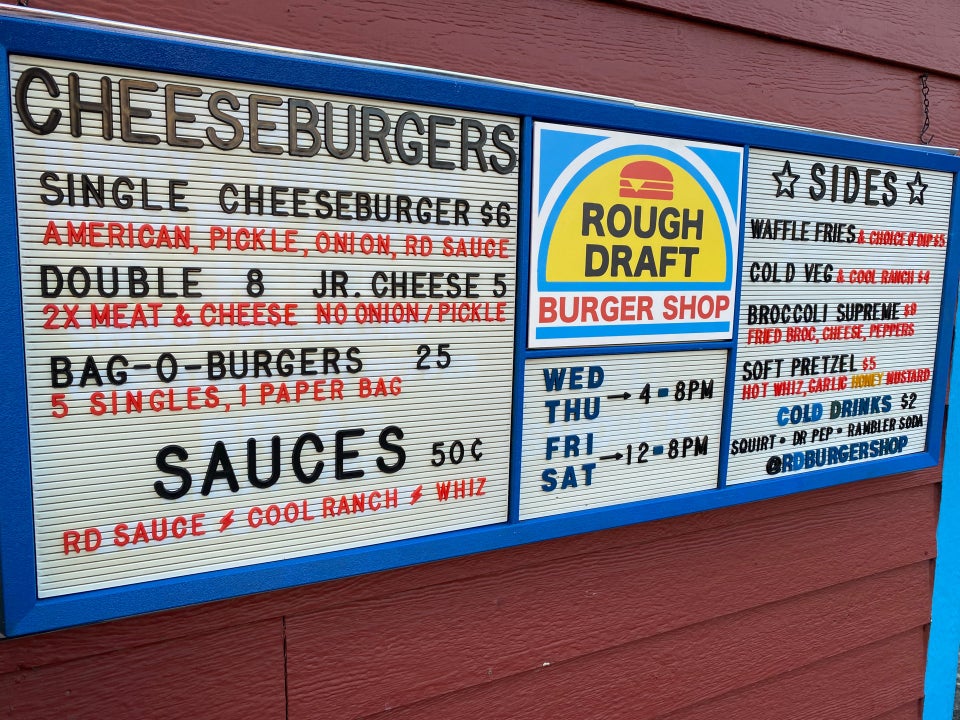 CHEESEBURGERS
SINGLE CHEESEBURGER $6
AMERICAN, PICKLE, ONION, RD SAUCE
DOUBLE 8 JR. CHEESE 5
2X MEAT & CHEESE NO ONION/PICKLE
BAG-O-BURGERS 25
5 SINGLES, 1 PAPER BAG
SAUCES 50¢
RD SAUCE ⚡ COOL RANCH ⚡ WHIZ
ROUGH
DRAFT
BURGER SHOP
WED
THU → 4-8PM
FRI
SAT → 12-8PM
☆ SIDES ☆
WAFFLE FRIES & CHOICE O'DIP $5
COLD VEG & COOL RANCH $4
BROCCOLI SUPREME $8
FRIED BROC, CHEESE, PEPPERS
SOFT PRETZEL $5
HOT WHIZ, GARLIC HONEY MUSTARD
COLD DRINKS $2
SQUIRT • DR PEP • RAMBLER SODA
@RDBURGERSHOP